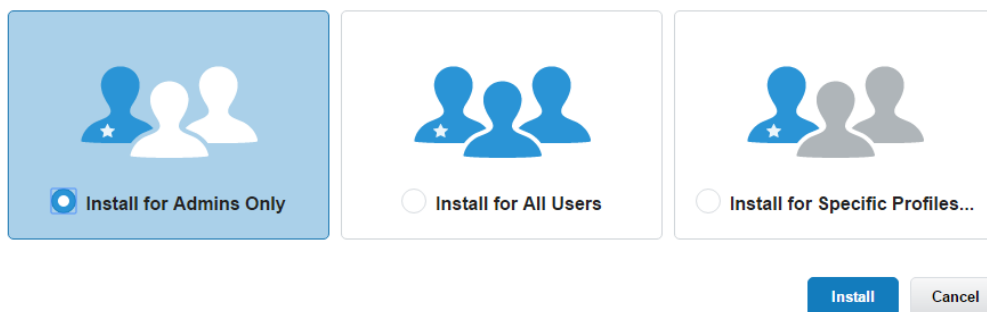 Install for Admins Only
Install for All Users
Install for Specific Profiles...
Install
Cancel